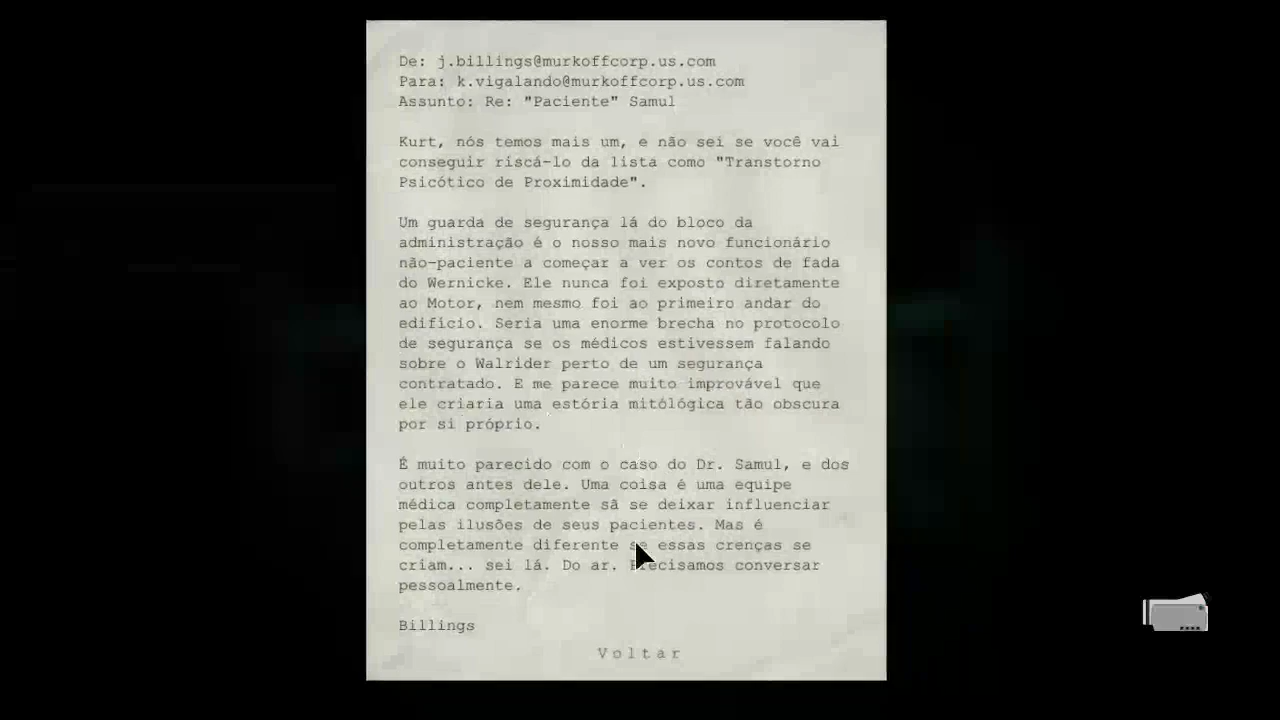 De: j.billings@murkoffcorp.us.com
Para: k.vigalando@murkoffcorp.us.com
Assunto: Re: "Paciente" Samul
Kurt, nós temos mais um, e não sei se você vai
conseguir riscá-lo da lista como "Transtorno
Psicótico de Proximidade".
Um guarda de segurança lá do bloco da
administração é o nosso mais novo funcionário
não-paciente a começar a ver os contos de fada
do Wernicke. Ele nunca foi exposto diretamente
ao Motor, nem mesmo foi ao primeiro andar do
edifício. Seria uma enorme brecha no protocolo
de segurança se os médicos estivessem falando
sobre o Walrider perto de um segurança
contratado. E me parece muito improvável que
ele criaria uma estória mitólógica tão obscura
por si próprio.
É muito parecido com o caso do Dr. Samul, e dos
outros antes dele. Uma coisa é uma equipe
médica completamente sã se deixar influenciar
pelas ilusões de seus pacientes. Mas é
completamente diferente se essas crenças se
criam... sei lá. Do ar. Precisamos conversar
pessoalmente.
Billings
Voltar